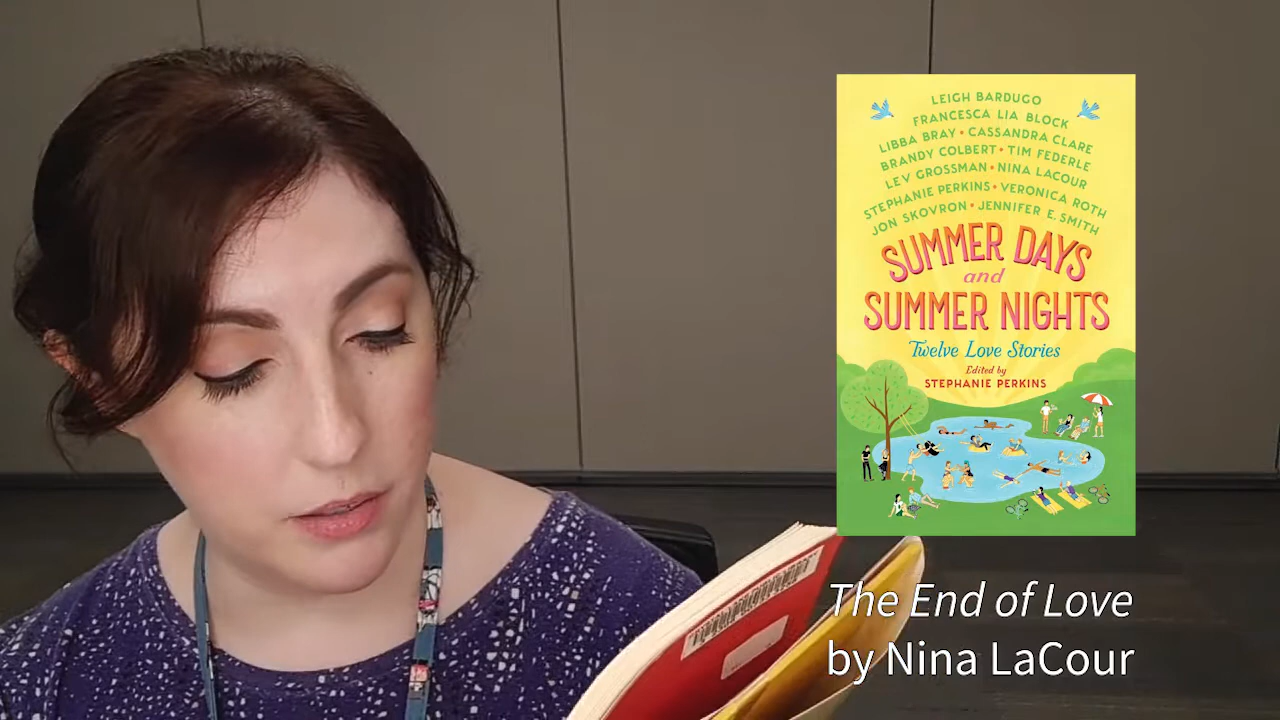 LEIGH BARDUGO
FRANCESCA LIA BLOCK
LIBBA BRAY • CASSANDRA CLARE
BRANDY COLBERT • TIM FEDERLE
LEV GROSSMAN • NINA LACOUR
STEPHANIE PERKINS • VERONICA ROTH
JON SKOVRON • JENNIFER E. SMITH
SUMMER DAYS
and
SUMMER NIGHTS
Twelve Love Stories
Edited by
STEPHANIE PERKINS
The End of Love
by Nina LaCour